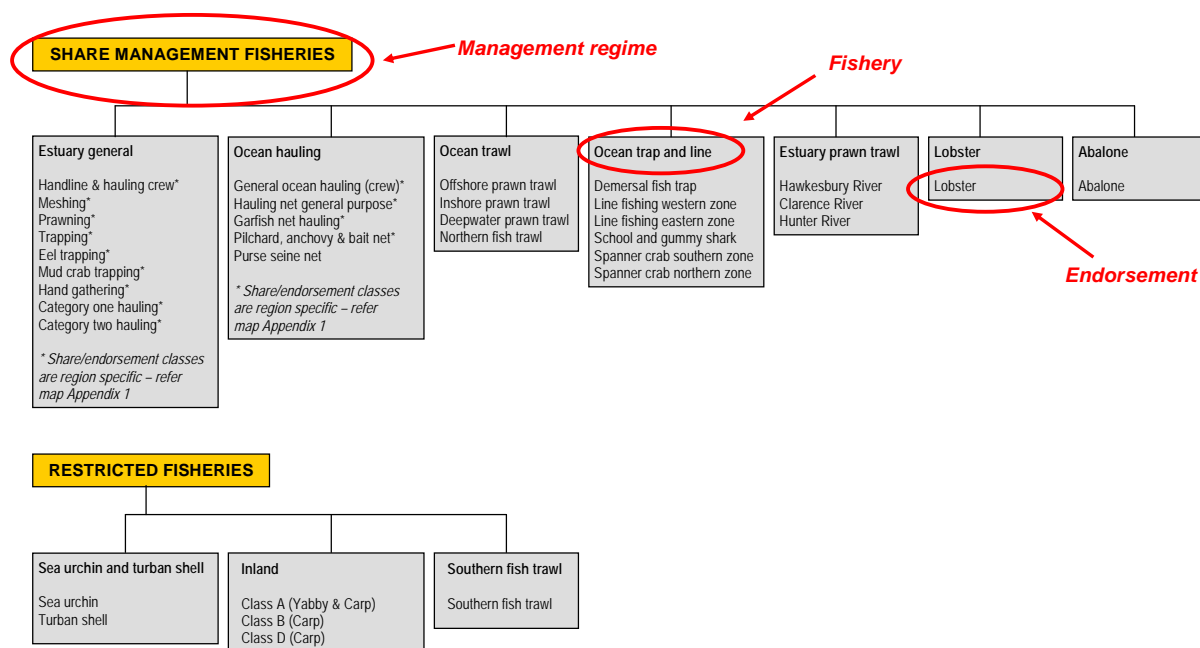 SHARE MANAGEMENT FISHERIES
Management regime
Fishery
Estuary general
Handline & hauling crew*
Meshing*
Prawning*
Trapping*
Eel trapping*
Mud crab trapping*
Hand gathering*
Category one hauling*
Category two hauling*
* Share/endorsement classes
are region specific – refer
map Appendix 1
Ocean hauling
General ocean hauling (crew)*
Hauling net general purpose*
Garfish net hauling*
Pilchard, anchovy & bait net*
Purse seine net
* Share/endorsement classes
are region specific – refer
map Appendix 1
Ocean trawl
Offshore prawn trawl
Inshore prawn trawl
Deepwater prawn trawl
Northern fish trawl
Ocean trap and line
Demersal fish trap
Line fishing western zone
Line fishing eastern zone
School and gummy shark
Spanner crab southern zone
Spanner crab northern zone
Estuary prawn trawl
Hawkesbury River
Clarence River
Hunter River
Lobster
Lobster
Abalone
Abalone
Endorsement
RESTRICTED FISHERIES
Sea urchin and turban shell
Sea urchin
Turban shell
Inland
Class A (Yabby & Carp)
Class B (Carp)
Class D (Carp)
Southern fish trawl
Southern fish trawl